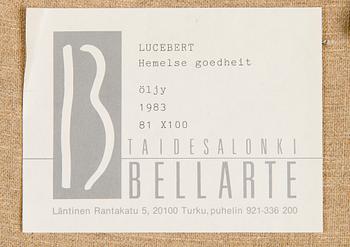 LUCEBERT
Hemelse goedheit
öljy
1983
81 X100
TAIDESALONKI
BELLARTE
Läntinen Rantakatu 5, 20100 Turku, puhelin 921-336 200